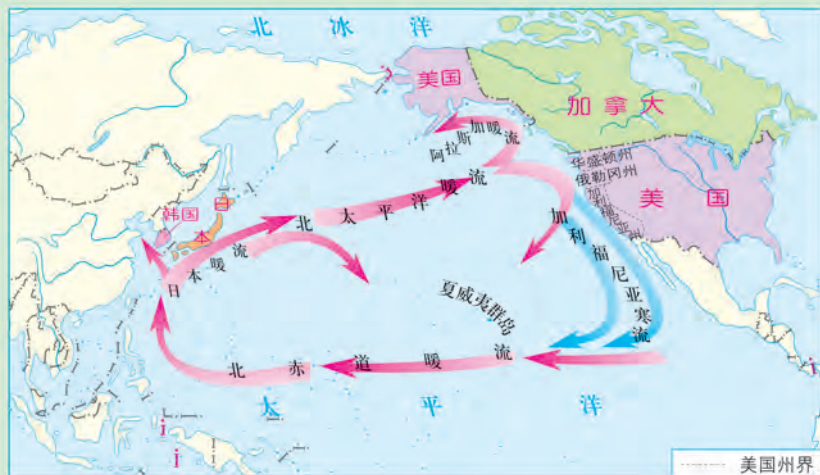 北冰洋
美国
加拿大
阿拉斯加暖流
华盛顿州
俄勒冈州
加利福尼亚州
美国
韩国
日本
北太平洋暖流
日本暖流
加利福尼亚寒流
夏威夷群岛
北赤道暖流
太平洋
美国州界